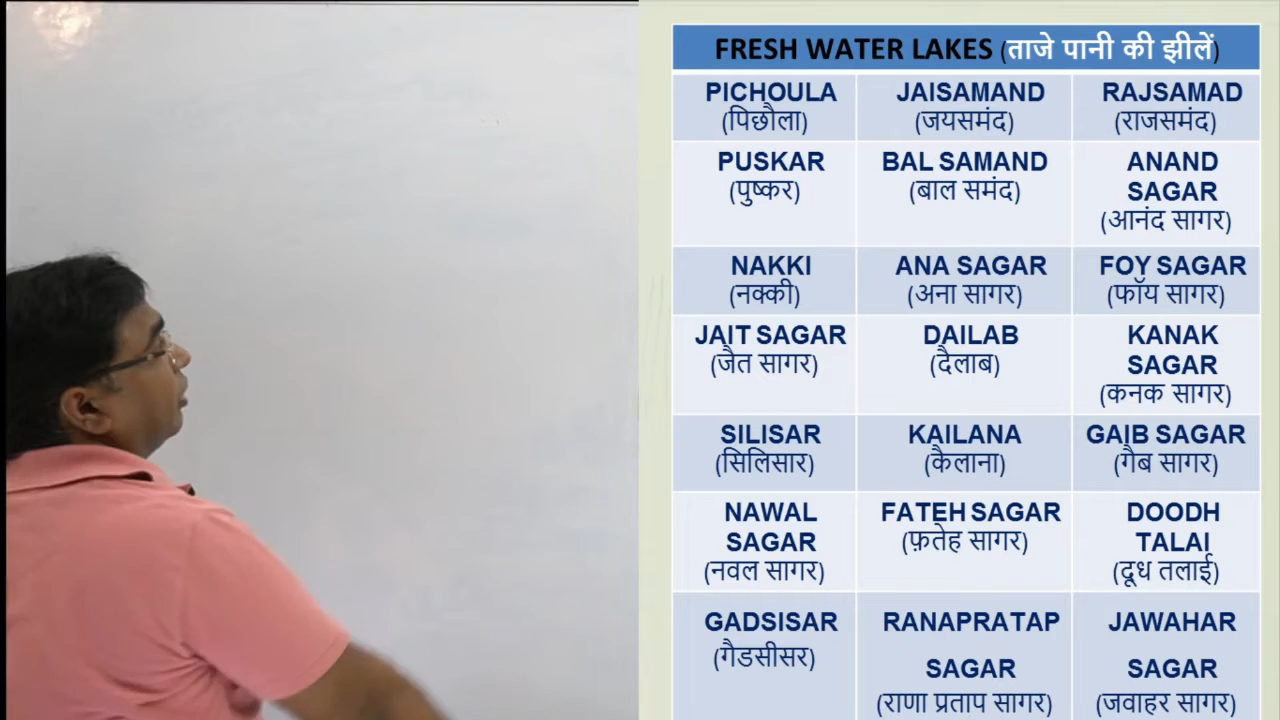 FRESH WATER LAKES (ताजे पानी की झीलें)
PICHOULA
(पिछौला)
JAISAMAND
(जयसमंद)
RAJSAMAD
(राजसमंद)
PUSKAR
(पुष्कर)
BAL SAMAND
(बाल समंद)
ANAND
SAGAR
(आनंद सागर)
NAKKI
(नक्की)
ANA SAGAR
(अना सागर)
FOY SAGAR
(फॉय सागर)
JAIT SAGAR
(जैत सागर)
DAILAB
(दैलाब)
KANAK
SAGAR
(कनक सागर)
SILISAR
(सिलिसार)
KAILANA
(कैलाना)
GAIB SAGAR
(गैब सागर)
NAWAL
SAGAR
(नवल सागर)
FATEH SAGAR
(फ़तेह सागर)
DOODH
TALAI
(दूध तलाई)
GADSISAR
(गैडसीसर)
RANAPRATAP
SAGAR
(राणा प्रताप सागर)
JAWAHAR
SAGAR
(जवाहर सागर)